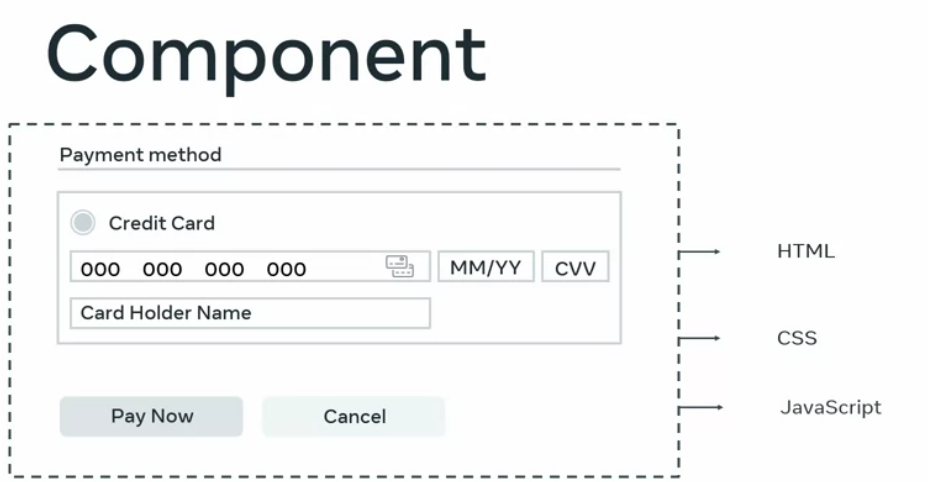 Component
Payment method
Credit Card
000 000 000 000
MM/YY
CVV
Card Holder Name
Pay Now
Cancel
HTML
CSS
JavaScript